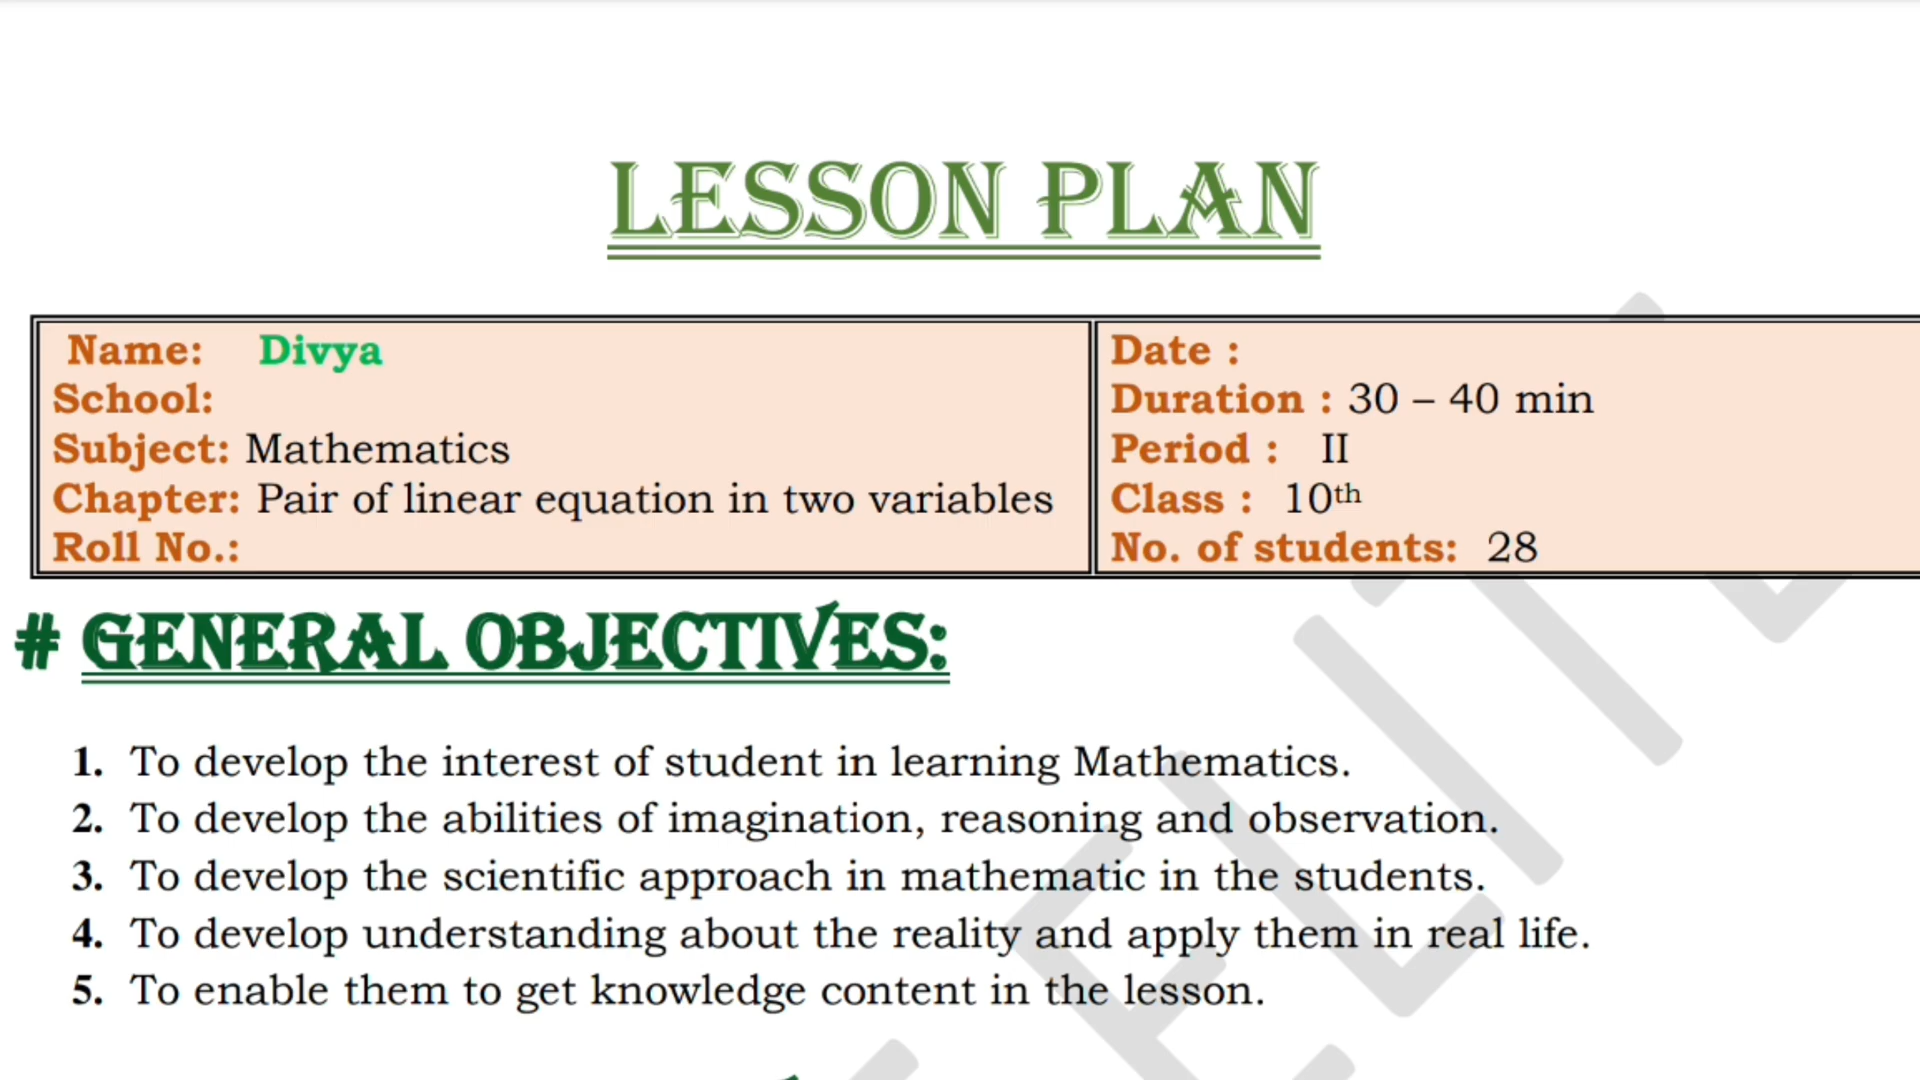 LESSON PLAN
Name: Divya
School:
Subject: Mathematics
Chapter: Pair of linear equation in two variables
Roll No.:
Date :
Duration : 30 – 40 min
Period : II
Class : 10th
No. of students: 28
# GENERAL OBJECTIVES:
1. To develop the interest of student in learning Mathematics.
2. To develop the abilities of imagination, reasoning and observation.
3. To develop the scientific approach in mathematic in the students.
4. To develop understanding about the reality and apply them in real life.
5. To enable them to get knowledge content in the lesson.